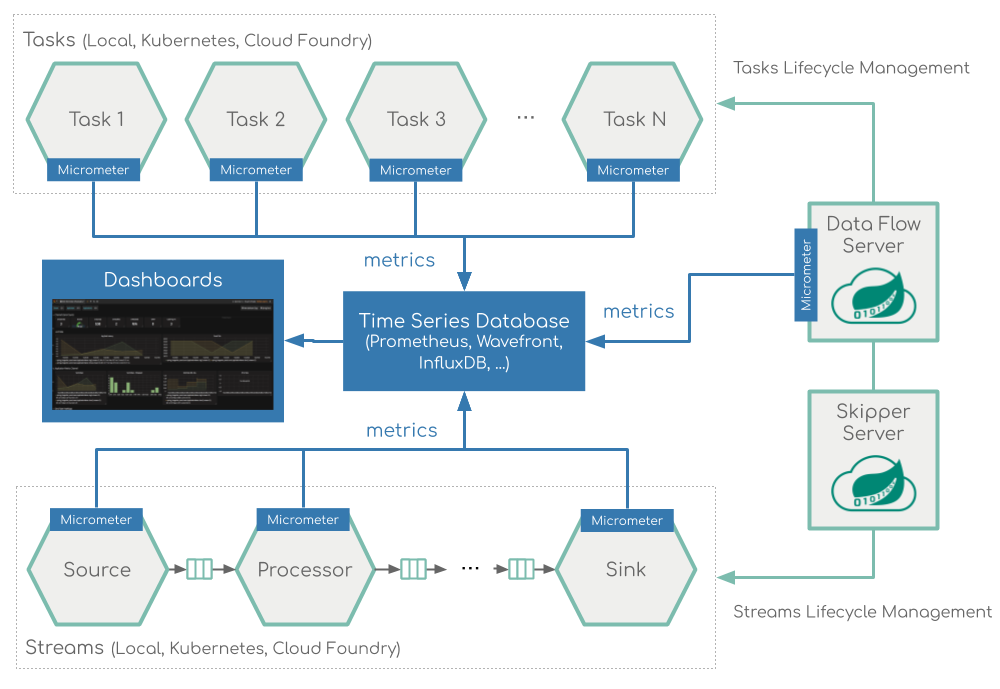 Tasks (Local, Kubernetes, Cloud Foundry)
Task 1
Task 2
Task 3
...
Task N
Micrometer
Micrometer
Micrometer
Micrometer
Tasks Lifecycle Management
metrics
Dashboards
Time Series Database
(Prometheus, Wavefront,
InfluxDB, ...)
metrics
Micrometer
Data Flow
Server
metrics
Skipper
Server
Micrometer
Micrometer
Micrometer
Source
Processor
...
Sink
Streams (Local, Kubernetes, Cloud Foundry)
Streams Lifecycle Management